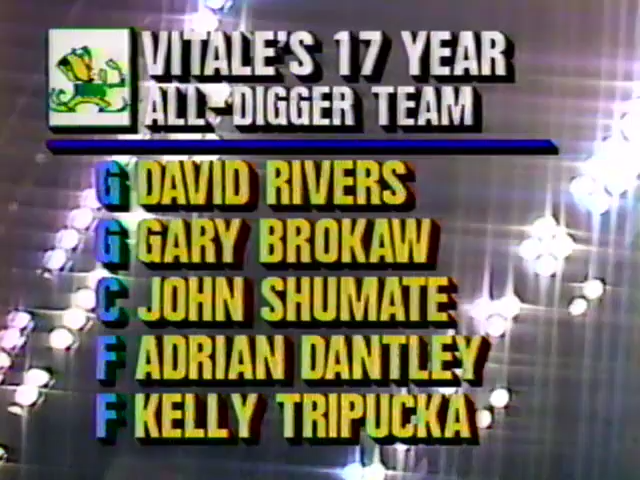 VITALE'S 17 YEAR
ALL-DIGGER TEAM
G DAVID RIVERS
G GARY BROKAW
C JOHN SHUMATE
F ADRIAN DANTLEY
F KELLY TRIPUCKA